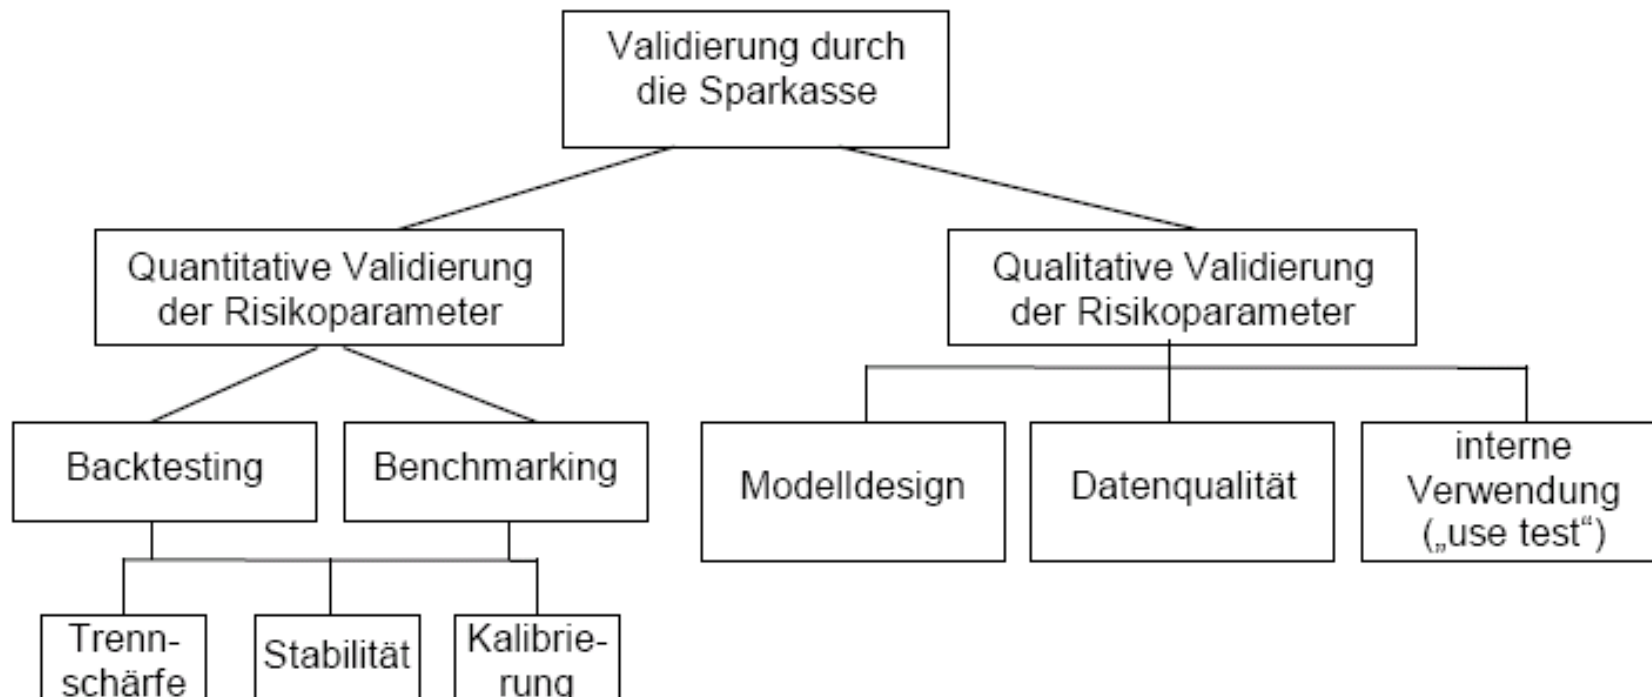 Validierung durch
die Sparkasse
Quantitative Validierung
der Risikoparameter
Qualitative Validierung
der Risikoparameter
Backtesting
Benchmarking
Modelldesign
Datenqualität
interne
Verwendung
(„use test“)
Trenn-
schärfe
Stabilität
Kalibrie-
rung